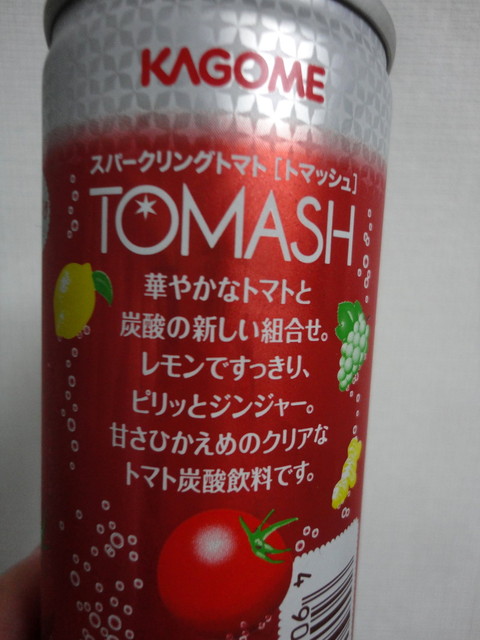 KAGOME
スパークリングトマト [トマッシュ]
TOMASH
華やかなトマトと
炭酸の新しい組合せ。
レモンですっきり、
ピリッとジンジャー。
甘さひかえめのクリアな
トマト炭酸飲料です。
4 90